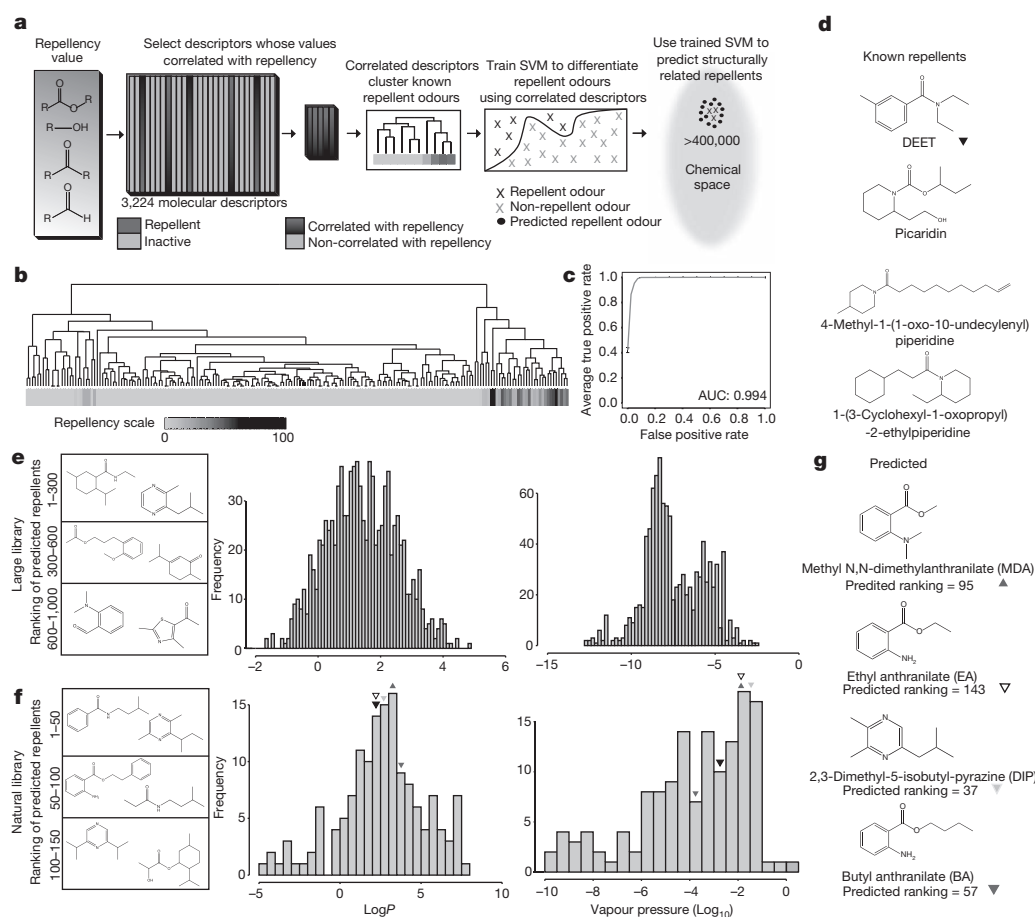 a
Repellency
value
Select descriptors whose values
correlated with repellency
Correlated descriptors
cluster known
repellent odours
Train SVM to differentiate
repellent odours
using correlated descriptors
Use trained SVM to
predict structurally
related repellents
O
R
O
R
R
OH
O
R
R
O
R
H
3,224 molecular descriptors
Repellent
Inactive
Correlated with repellency
Non-correlated with repellency
X Repellent odour
X Non-repellent odour
Predicted repellent odour
>400,000
Chemical
space
b
Repellency scale
0
100
c
Average true positive rate
1.0
0.8
0.6
0.4
0.2
0.0
AUC: 0.994
0.0 0.2 0.4 0.6 0.8 1.0
False positive rate
d
Known repellents
DEET
Picaridin
4-Methyl-1-(1-oxo-10-undecylenyl)
piperidine
1-(3-Cyclohexyl-1-oxopropyl)
-2-ethylpiperidine
e
Large library
Ranking of predicted repellents
1–300
300–600
600–1,000
Frequency
30
20
10
0
−2 0 2 4 6
60
40
20
0
−15 −10 −5 0
f
Natural library
Ranking of predicted repellents
1–50
50–100
100–150
Frequency
15
10
5
0
−5 0 5 10
LogP
15
10
5
0
−10 −8 −6 −4 −2 0
Vapour pressure (Log10)
g
Predicted
Methyl N,N-dimethylanthranilate (MDA)
Predited ranking = 95
Ethyl anthranilate (EA)
Predicted ranking = 143
2,3-Dimethyl-5-isobutyl-pyrazine (DIP)
Predicted ranking = 37
Butyl anthranilate (BA)
Predicted ranking = 57